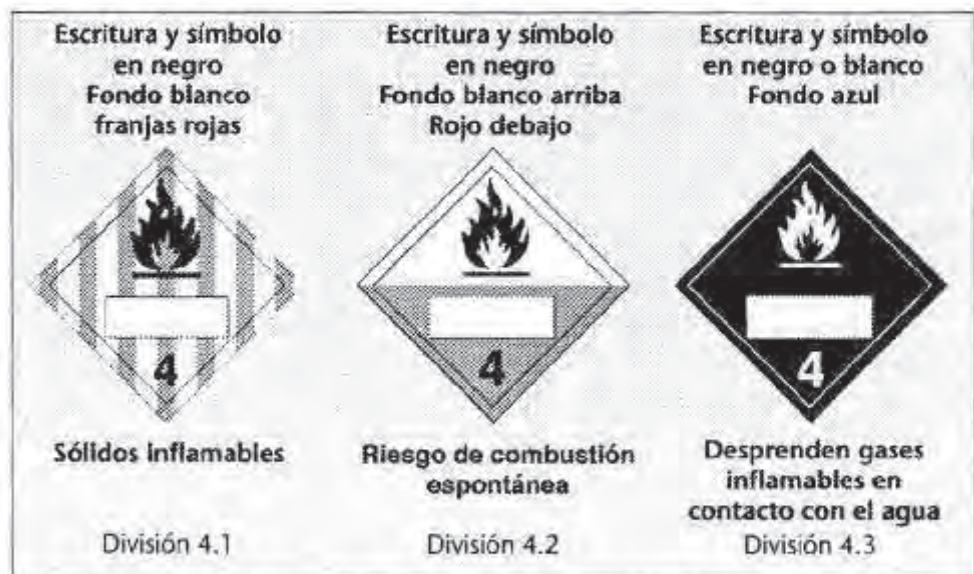 Escritura y símbolo
en negro
Fondo blanco
franjas rojas
4
Sólidos inflamables
División 4.1
Escritura y símbolo
en negro
Fondo blanco arriba
Rojo debajo
4
Riesgo de combustión
espontánea
División 4.2
Escritura y símbolo
en negro o blanco
Fondo azul
4
Desprenden gases
inflamables en
contacto con el agua
División 4.3